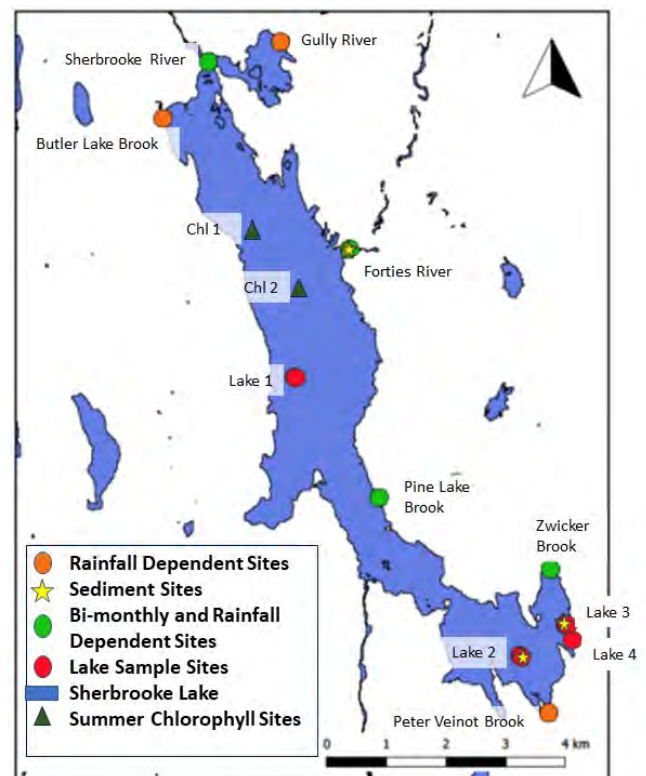 Gully River
Sherbrooke River
Butler Lake Brook
Chl 1
Forties River
Chl 2
Lake 1
Pine Lake
Brook
Zwicker
Brook
Lake 3
Lake 4
Lake 2
Peter Veinot Brook
Rainfall Dependent Sites
Sediment Sites
Bi-monthly and Rainfall
Dependent Sites
Lake Sample Sites
Sherbrooke Lake
Summer Chlorophyll Sites
0 1 2 3 4 km